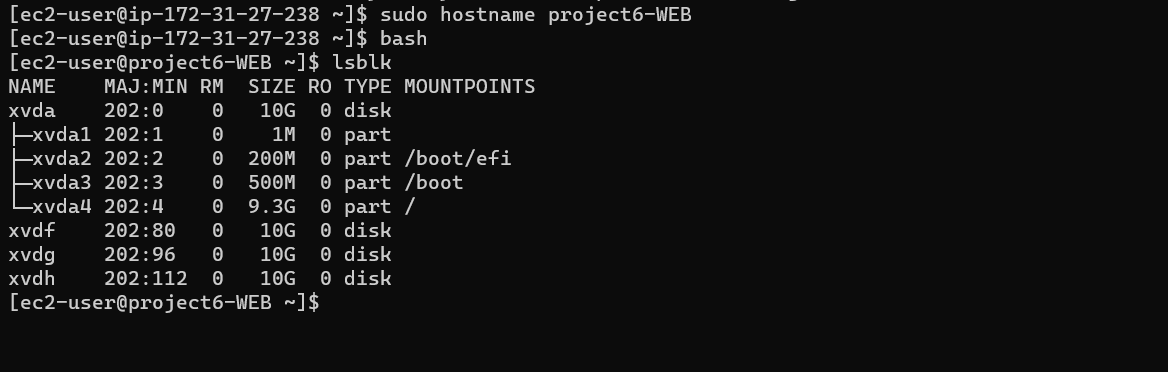 [ec2-user@ip-172-31-27-238 ~]$ sudo hostname project6-WEB
[ec2-user@ip-172-31-27-238 ~]$ bash
[ec2-user@project6-WEB ~]$ lsblk
NAME    MAJ:MIN RM  SIZE RO TYPE MOUNTPOINTS
xvda    202:0    0   10G  0 disk
├─xvda1 202:1    0    1M  0 part
├─xvda2 202:2    0  200M  0 part /boot/efi
├─xvda3 202:3    0  500M  0 part /boot
└─xvda4 202:4    0  9.3G  0 part /
xvdf    202:80   0   10G  0 disk
xvdg    202:96   0   10G  0 disk
xvdh    202:112  0   10G  0 disk
[ec2-user@project6-WEB ~]$